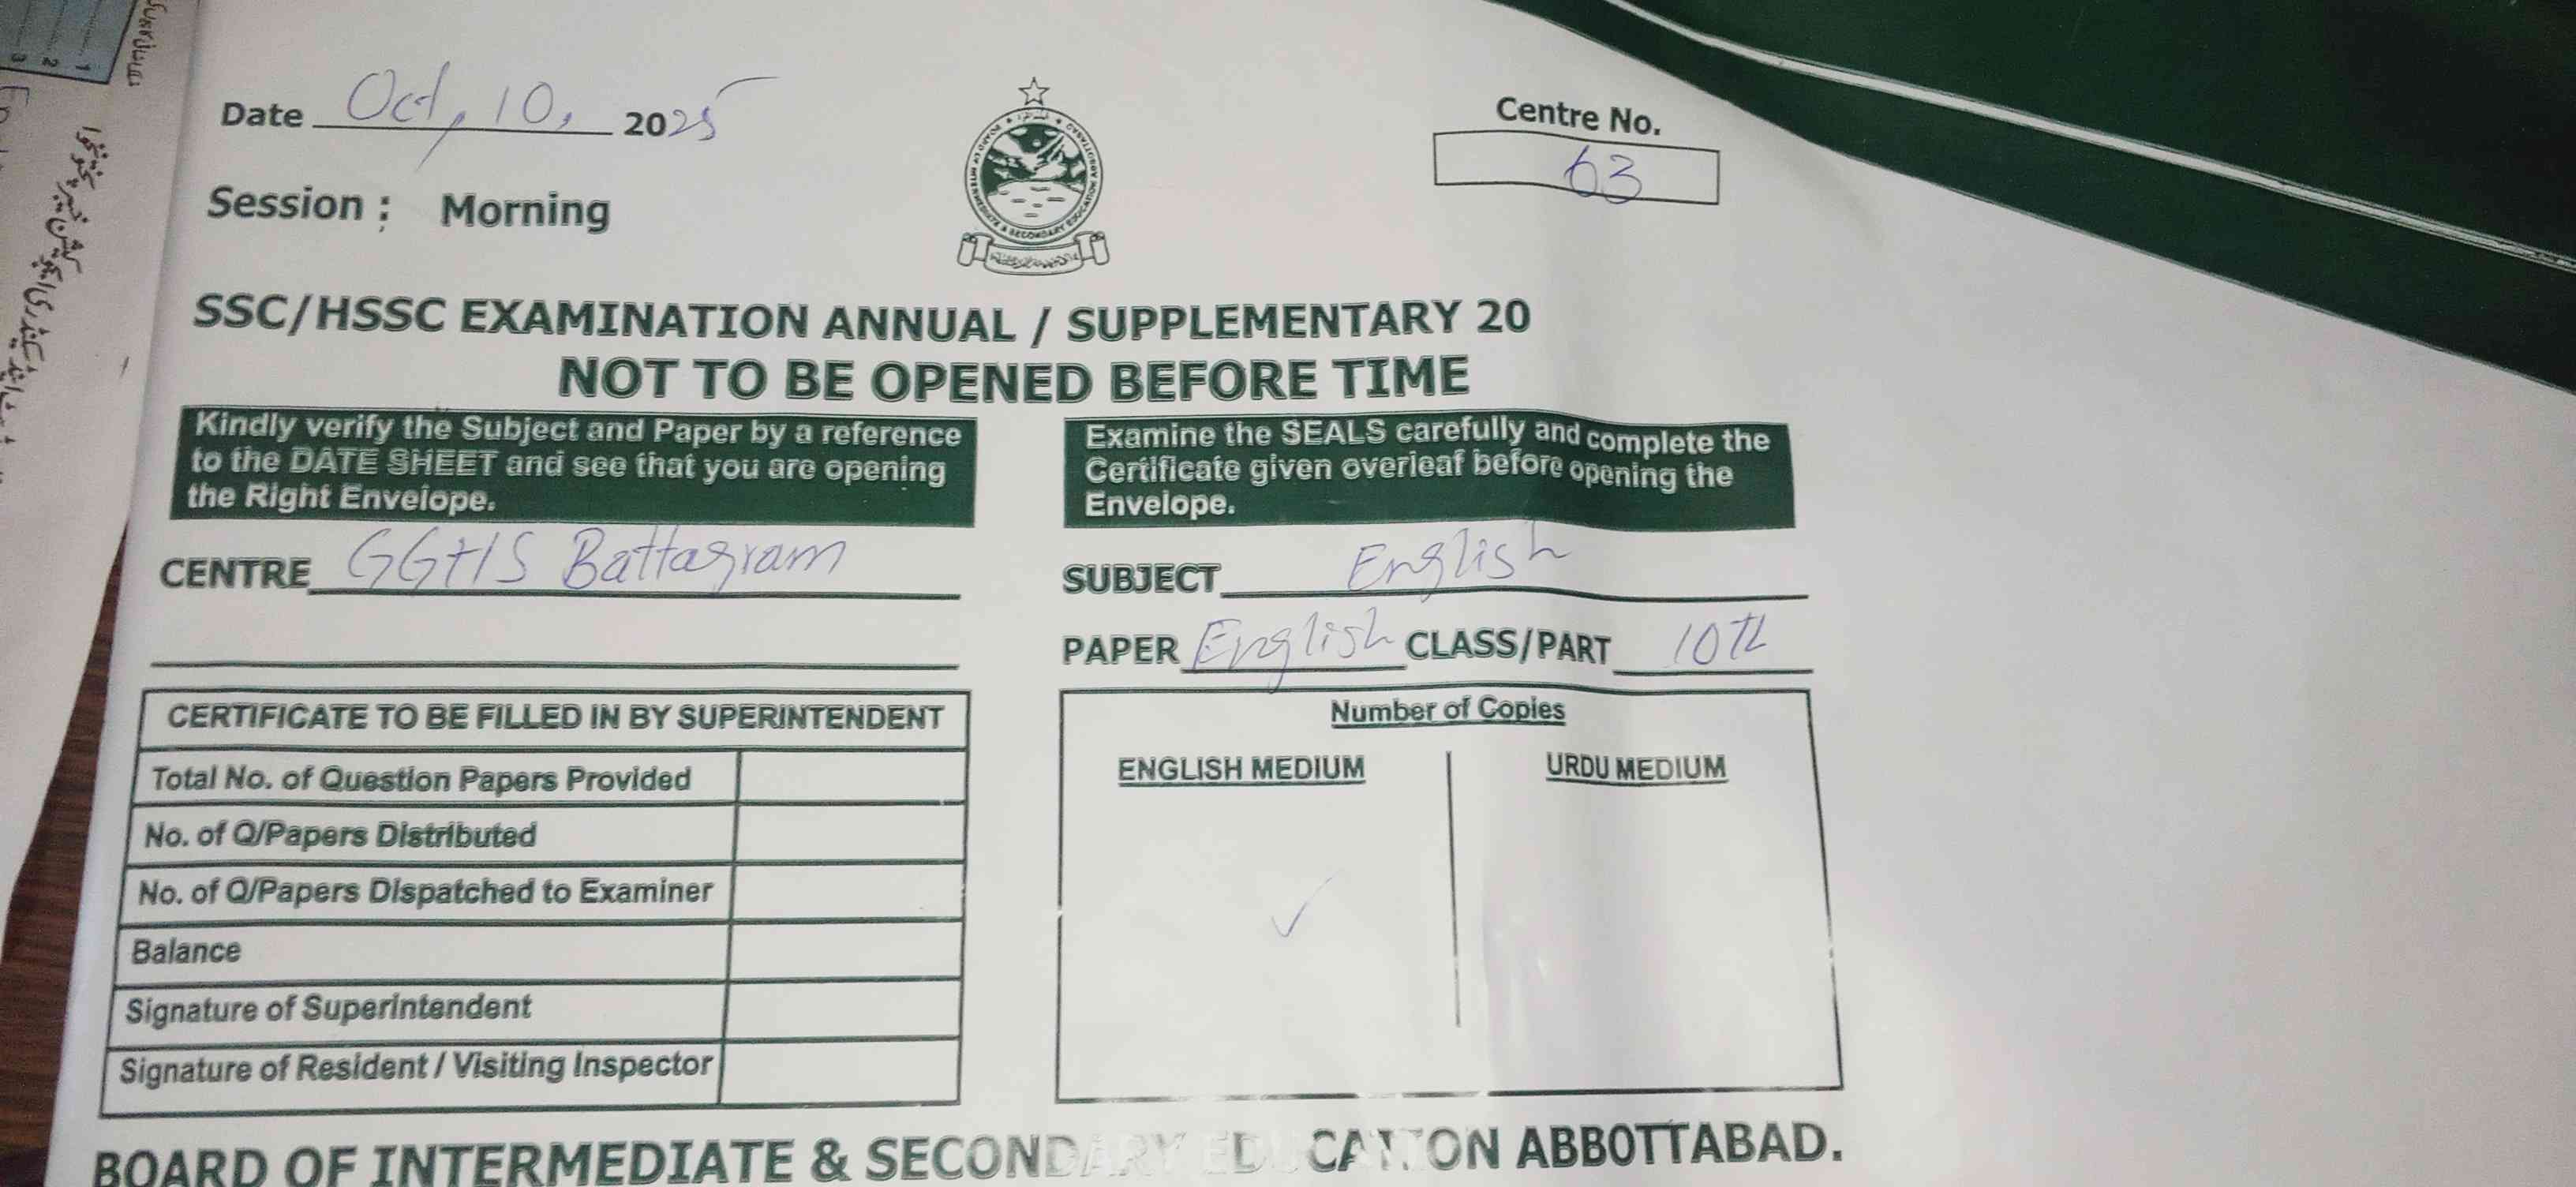 Date Oct, 10, 2025
Centre No.
63
Session : Morning
SSC/HSSC EXAMINATION ANNUAL / SUPPLEMENTARY 20
NOT TO BE OPENED BEFORE TIME
Kindly verify the Subject and Paper by a reference
to the DATE SHEET and see that you are opening
the Right Envelope.
Examine the SEALS carefully and complete the
Certificate given overleaf before opening the
Envelope.
CENTRE GGHS Battagram
SUBJECT English
PAPER English CLASS/PART 10th
CERTIFICATE TO BE FILLED IN BY SUPERINTENDENT
Total No. of Question Papers Provided
No. of Q/Papers Distributed
No. of Q/Papers Dispatched to Examiner
Balance
Signature of Superintendent
Signature of Resident / Visiting Inspector
Number of Copies
ENGLISH MEDIUM
URDU MEDIUM
✓
BOARD OF INTERMEDIATE & SECONDARY EDUCATION ABBOTTABAD.
1
2
3